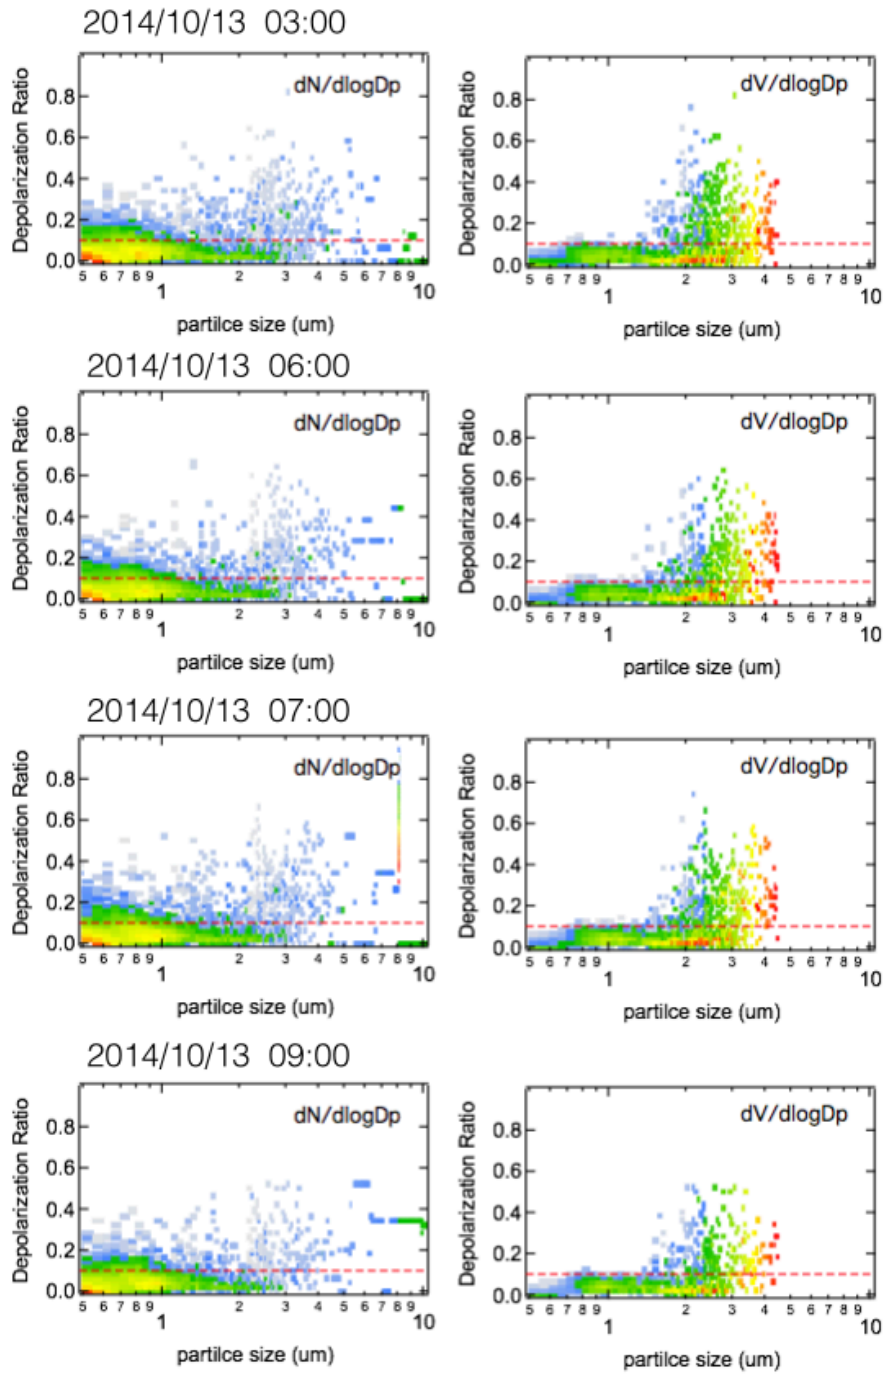 2014/10/13 03:00
dN/dlogDp dV/dlogDp
Depolarization Ratio Depolarization Ratio
0.8 0.8
0.6 0.6
0.4 0.4
0.2 0.2
0.0 0.0
5 6 7 8 9 2 3 4 5 6 7 8 9 5 6 7 8 9 2 3 4 5 6 7 8 9
1 10 1 10
partilce size (um) partilce size (um)
2014/10/13 06:00
dN/dlogDp dV/dlogDp
Depolarization Ratio Depolarization Ratio
0.8 0.8
0.6 0.6
0.4 0.4
0.2 0.2
0.0 0.0
5 6 7 8 9 2 3 4 5 6 7 8 9 5 6 7 8 9 2 3 4 5 6 7 8 9
1 10 1 10
partilce size (um) partilce size (um)
2014/10/13 07:00
dN/dlogDp dV/dlogDp
Depolarization Ratio Depolarization Ratio
0.8 0.8
0.6 0.6
0.4 0.4
0.2 0.2
0.0 0.0
5 6 7 8 9 2 3 4 5 6 7 8 9 5 6 7 8 9 2 3 4 5 6 7 8 9
1 10 1 10
partilce size (um) partilce size (um)
2014/10/13 09:00
dN/dlogDp dV/dlogDp
Depolarization Ratio Depolarization Ratio
0.8 0.8
0.6 0.6
0.4 0.4
0.2 0.2
0.0 0.0
5 6 7 8 9 2 3 4 5 6 7 8 9 5 6 7 8 9 2 3 4 5 6 7 8 9
1 10 1 10
partilce size (um) partilce size (um)